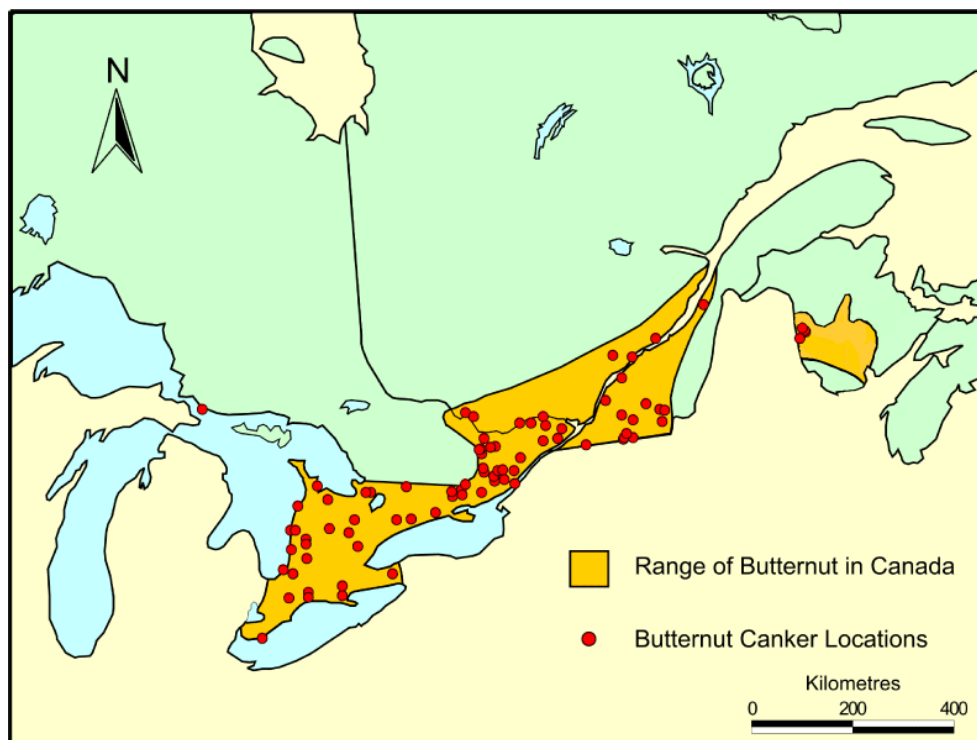 N
Range of Butternut in Canada
Butternut Canker Locations
Kilometres
0 200 400